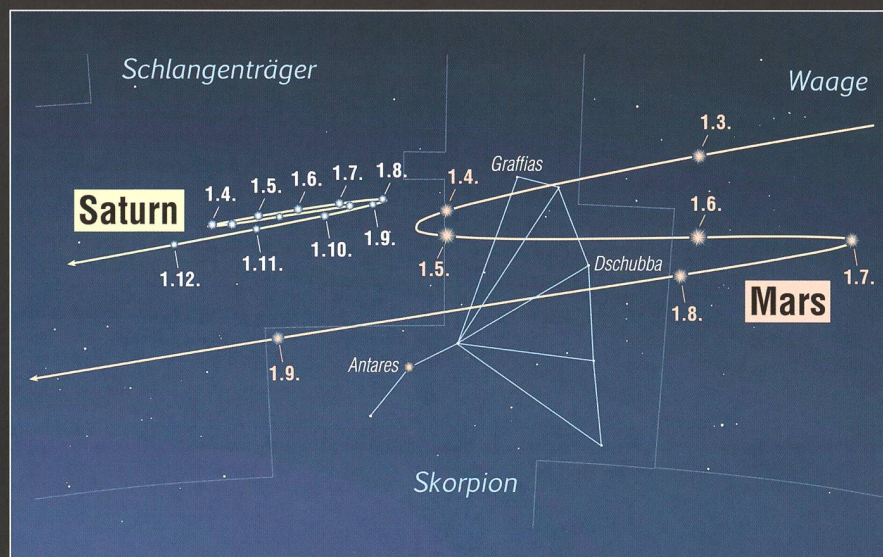 Schlangenträger
Waage
1.3.
Graffias
1.4.
1.5.
1.6.
1.7.
1.8.
1.4.
Saturn
1.6.
1.9.
1.10.
1.11.
1.12.
1.5.
Dschubba
1.7.
1.8.
Mars
Antares
1.9.
Skorpion